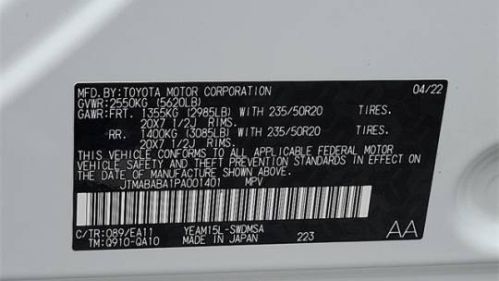 MFD.BY:TOYOTA MOTOR CORPORATION 04/22
GVWR:2550KG (5620LB)
GAWR:FRT. 1355KG (2985LB) WITH 235/50R20 TIRES.
20X7 1/2J RIMS.
RR. 1400KG (3085LB) WITH 235/50R20 TIRES.
20X7 1/2J RIMS.
THIS VEHICLE CONFORMS TO ALL APPLICABLE FEDERAL MOTOR
VEHICLE SAFETY AND THEFT PREVENTION STANDARDS IN EFFECT
ON THE DATE OF MANUFACTURE SHOWN ABOVE.
JTMABABA1PA001401 MPV
C/TR:089/EA11 YEAM15L-SWDMSA
TM:Q910-QA10 MADE IN JAPAN 223 AA